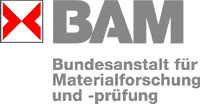 BAM
Bundesanstalt für
Materialforschung
und -prüfung